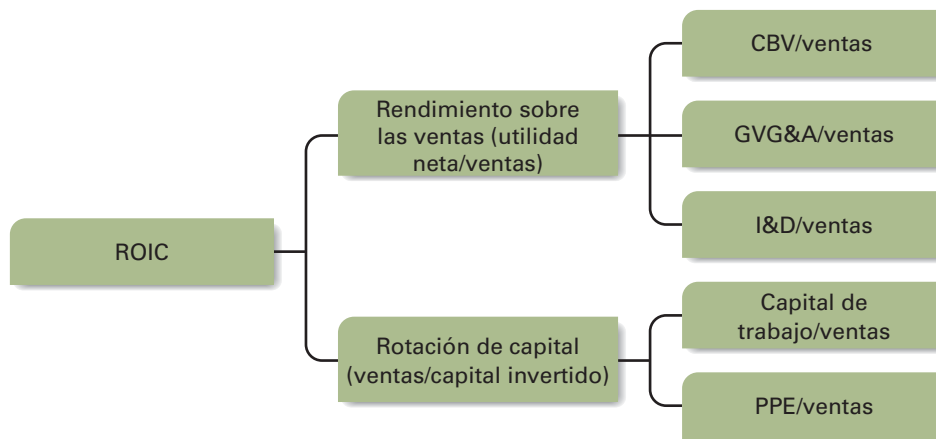 CBV/ventas
Rendimiento sobre
las ventas (utilidad
neta/ventas)
GVG&A/ventas
I&D/ventas
ROIC
Capital de
trabajo/ventas
Rotación de capital
(ventas/capital invertido)
PPE/ventas